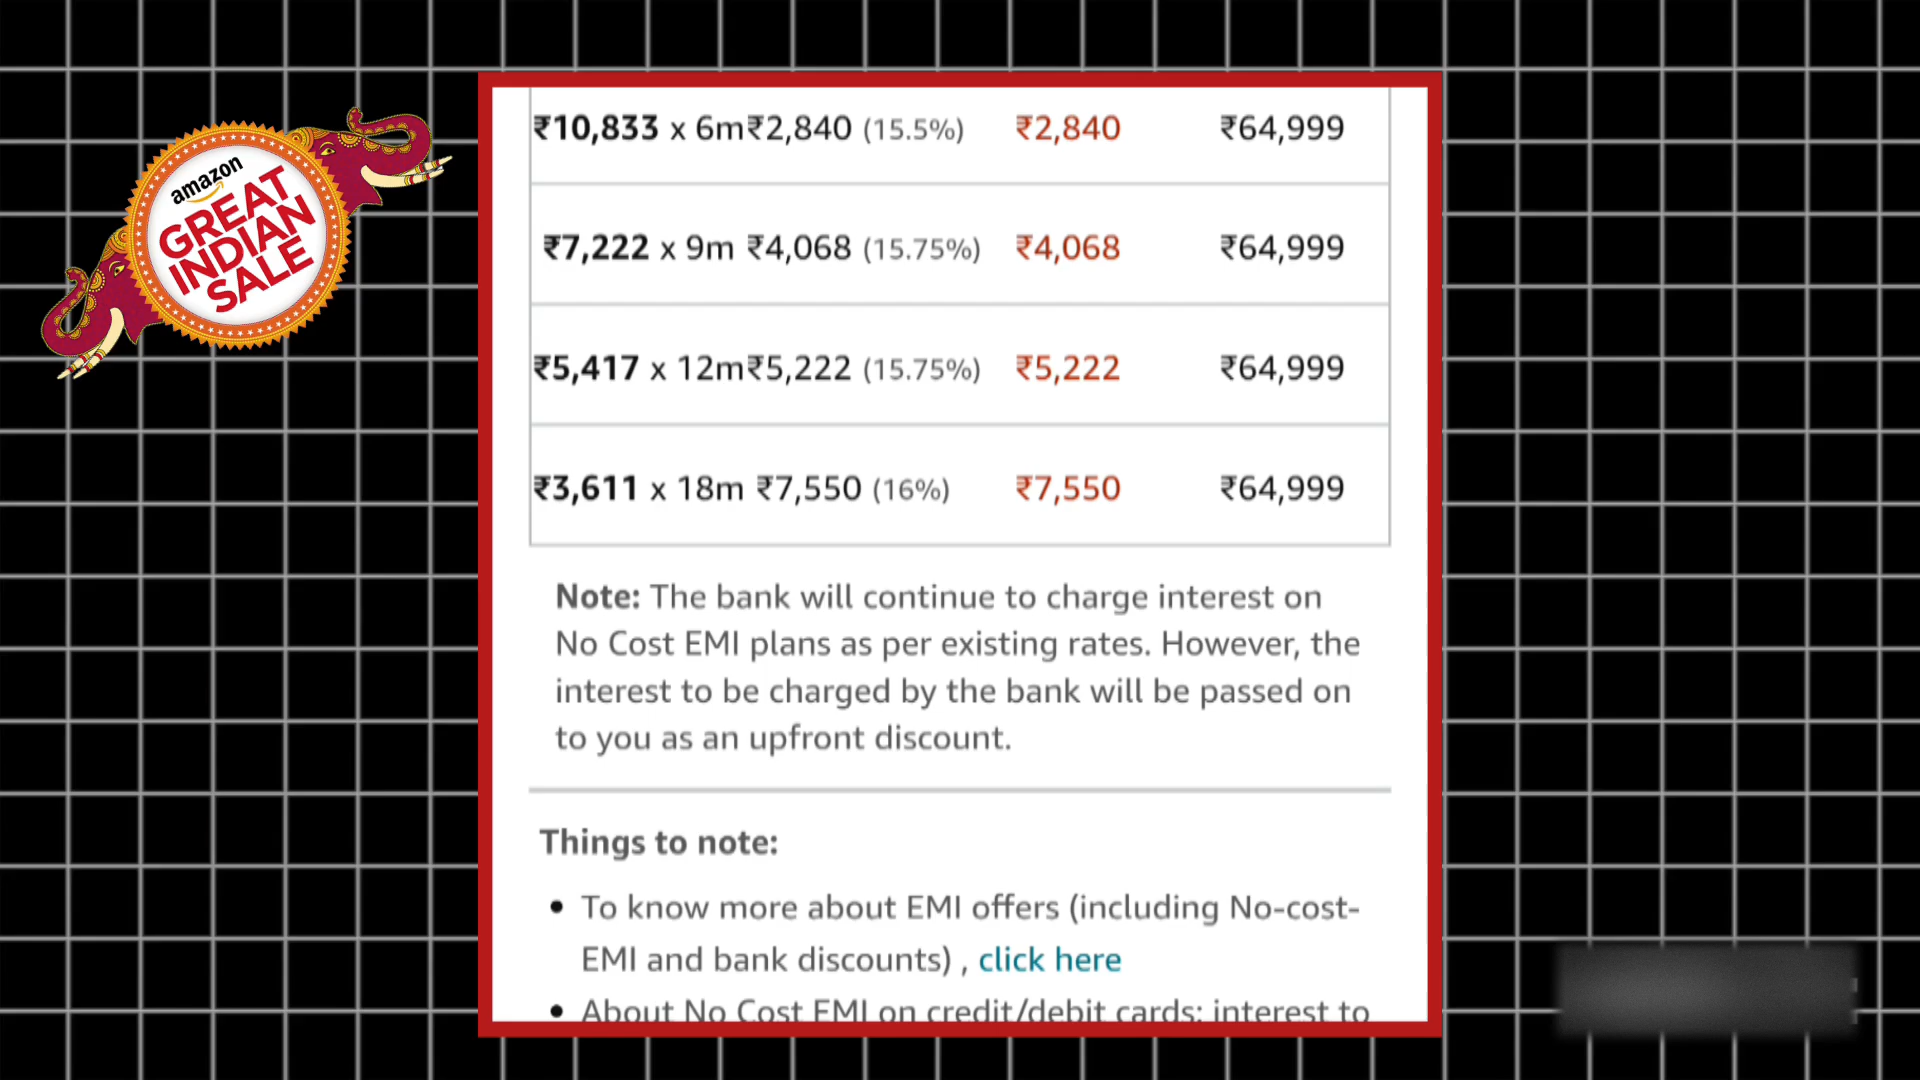 amazon
GREAT
INDIAN
SALE
₹10,833 x 6m ₹2,840 (15.5%) ₹2,840 ₹64,999
₹7,222 x 9m ₹4,068 (15.75%) ₹4,068 ₹64,999
₹5,417 x 12m ₹5,222 (15.75%) ₹5,222 ₹64,999
₹3,611 x 18m ₹7,550 (16%) ₹7,550 ₹64,999
Note: The bank will continue to charge interest on
No Cost EMI plans as per existing rates. However, the
interest to be charged by the bank will be passed on
to you as an upfront discount.
Things to note:
• To know more about EMI offers (including No-cost-
EMI and bank discounts) , click here
• About No Cost EMI on credit/debit cards: interest to